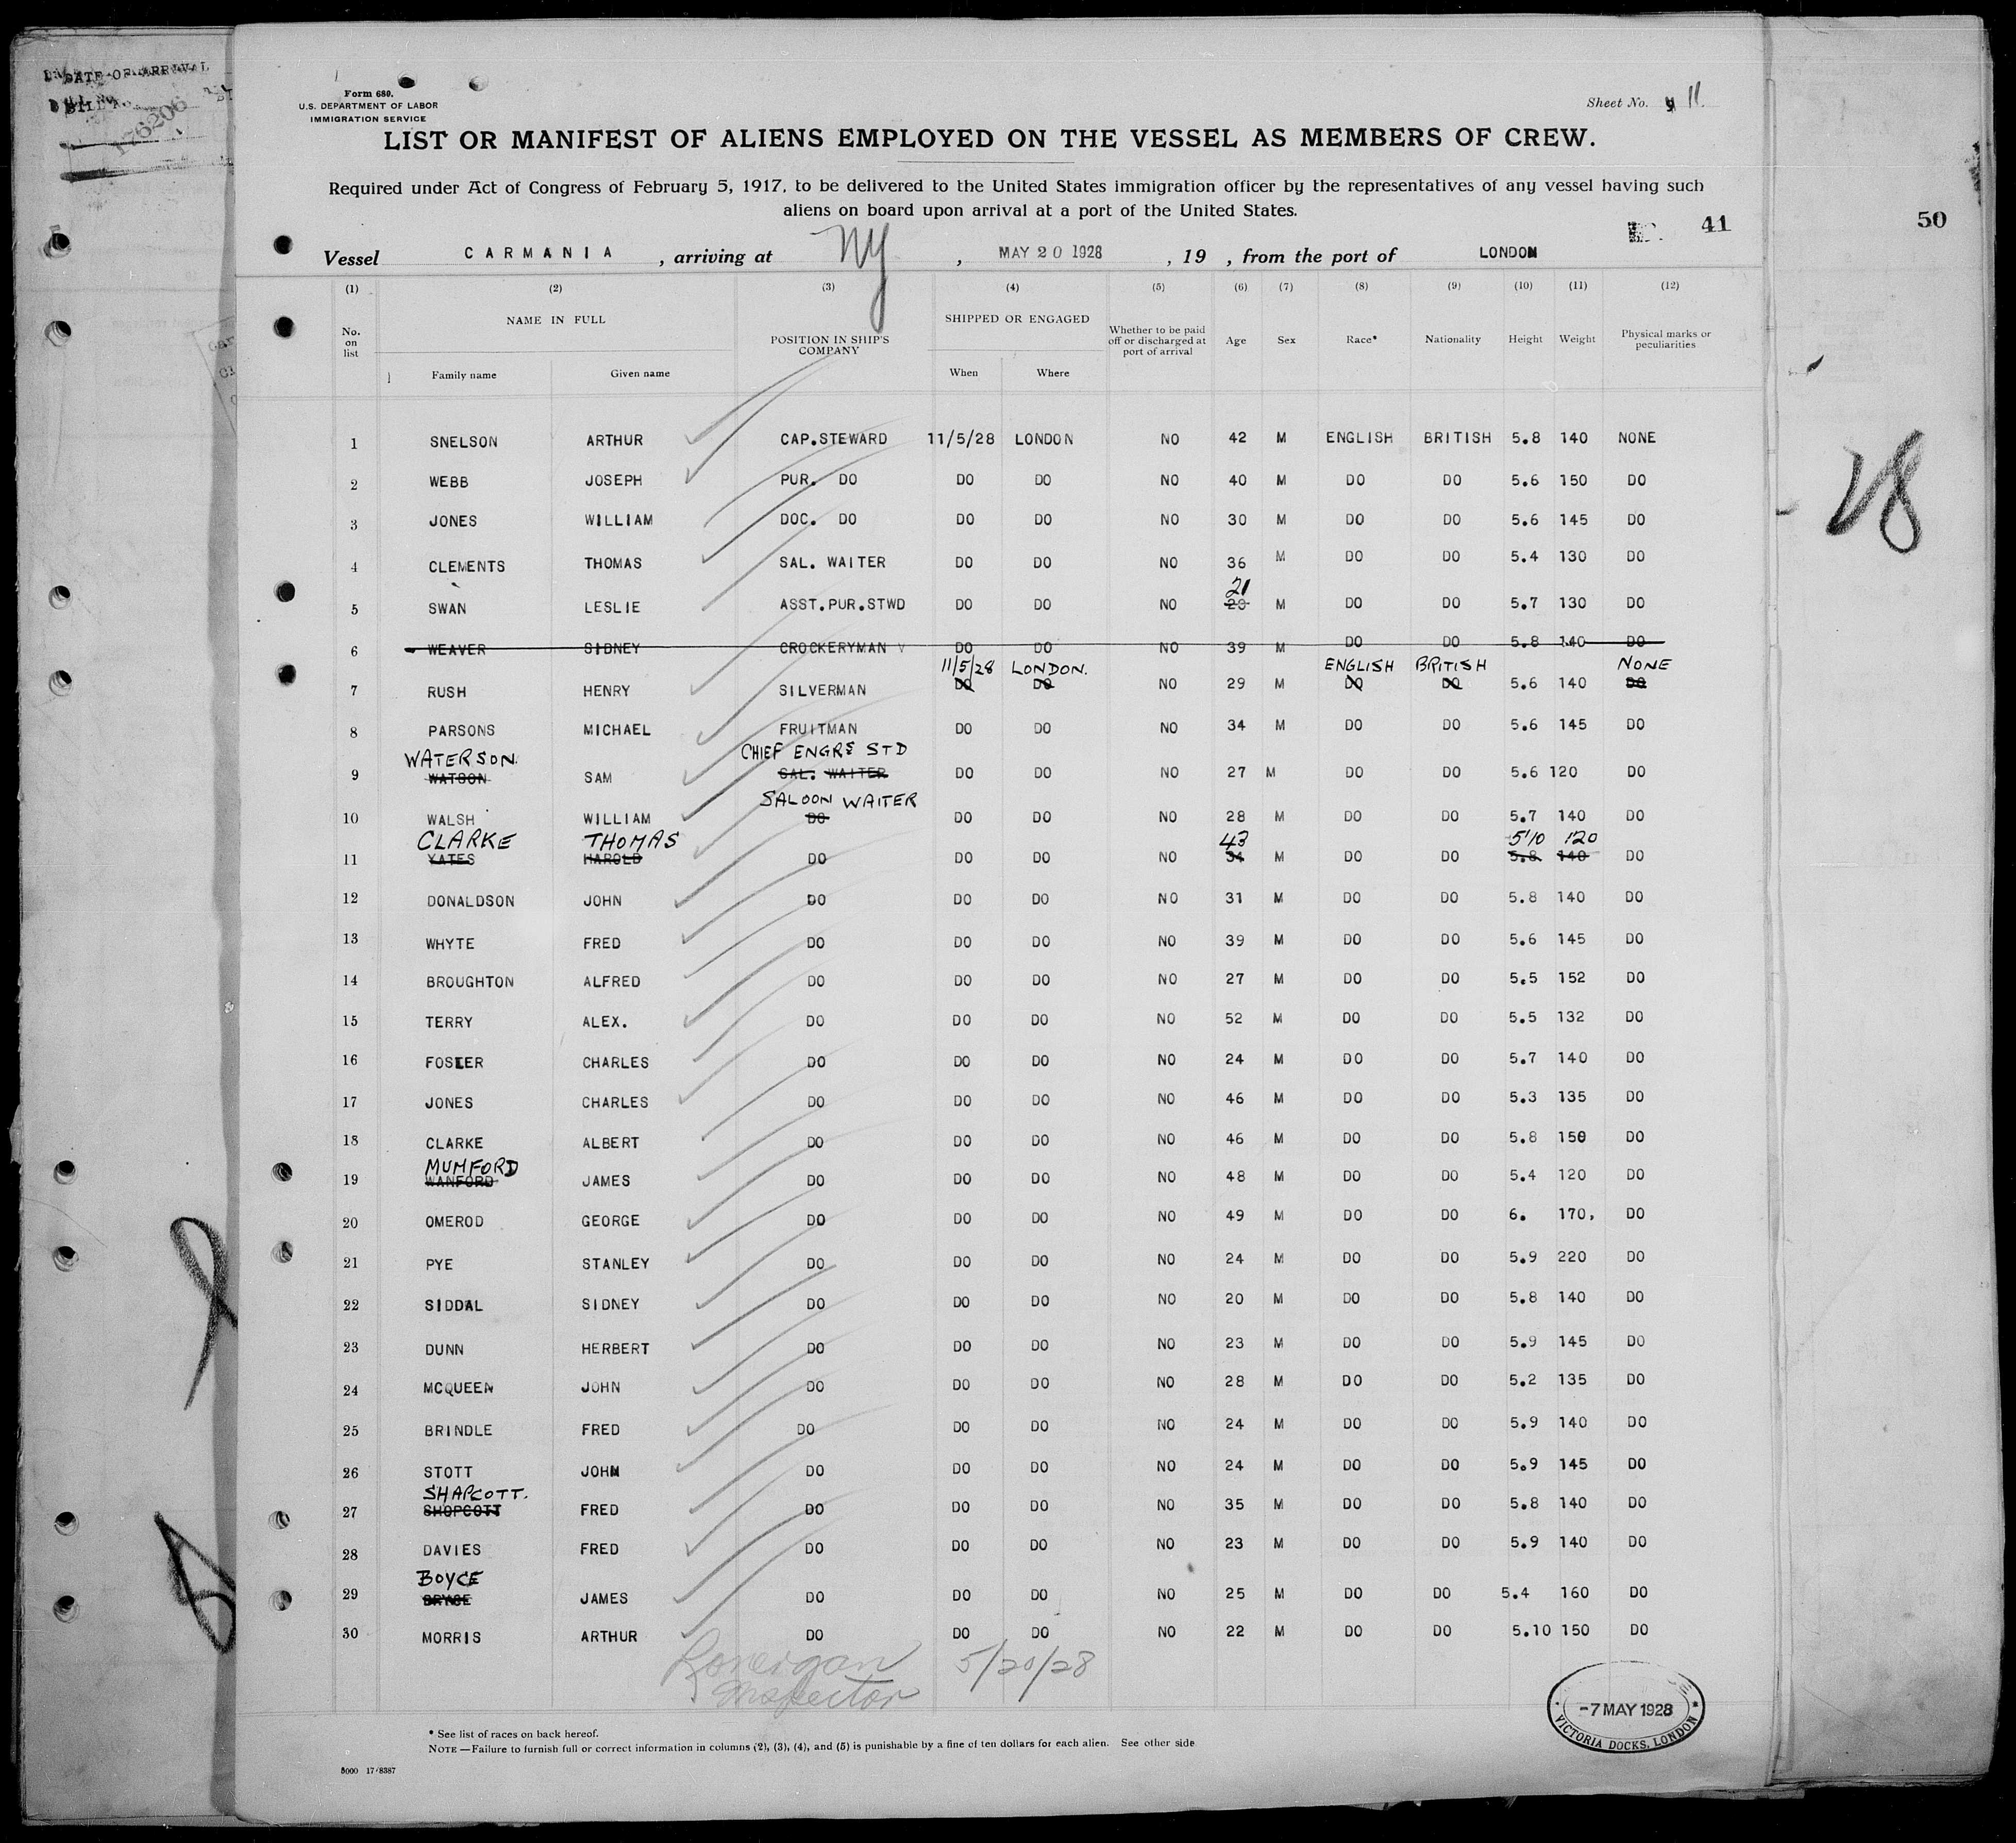 DATE OF ARRIVAL
176206
Form 680.
U.S. DEPARTMENT OF LABOR
IMMIGRATION SERVICE
Sheet No. 11
LIST OR MANIFEST OF ALIENS EMPLOYED ON THE VESSEL AS MEMBERS OF CREW.
Required under Act of Congress of February 5, 1917, to be delivered to the United States immigration officer by the representatives of any vessel having such
aliens on board upon arrival at a port of the United States.
41
50
Vessel CARMANIA , arriving at NY , MAY 20 1928 , 19 , from the port of LONDON
(1) (2) (3) (4) (5) (6) (7) (8) (9) (10) (11) (12)
No. on list NAME IN FULL POSITION IN SHIP'S COMPANY SHIPPED OR ENGAGED Whether to be paid off or discharged at port of arrival Age Sex Race* Nationality Height Weight Physical marks or peculiarities
Family name Given name When Where
1 SNELSON ARTHUR CAP.STEWARD 11/5/28 LONDON NO 42 M ENGLISH BRITISH 5.8 140 NONE
28
2 WEBB JOSEPH PUR. DO DO DO NO 40 M DO DO 5.6 150 DO
3 JONES WILLIAM DOC. DO DO DO NO 30 M DO DO 5.6 145 DO
4 CLEMENTS THOMAS SAL. WAITER DO DO NO 36 M DO DO 5.4 130 DO
21
5 SWAN LESLIE ASST.PUR.STWD DO DO NO 20 M DO DO 5.7 130 DO
6 WEAVER SIDNEY CROCKERYMAN DO DO NO 39 M DO DO 5.8 140 DO
11/5/28 LONDON. ENGLISH BRITISH NONE
7 RUSH HENRY SILVERMAN DO DO NO 29 M DO DO 5.6 140 DO
8 PARSONS MICHAEL FRUITMAN DO DO NO 34 M DO DO 5.6 145 DO
WATERSON CHIEF ENGRS STD
9 WATSON SAM SAL. WAITER DO DO NO 27 M DO DO 5.6 120 DO
SALOON WAITER
10 WALSH WILLIAM DO DO DO NO 28 M DO DO 5.7 140 DO
CLARKE THOMAS 43 5'10 120
11 YATES HAROLD DO DO DO NO 34 M DO DO 5.8 140 DO
12 DONALDSON JOHN DO DO DO NO 31 M DO DO 5.8 140 DO
13 WHYTE FRED DO DO DO NO 39 M DO DO 5.6 145 DO
14 BROUGHTON ALFRED DO DO DO NO 27 M DO DO 5.5 152 DO
15 TERRY ALEX. DO DO DO NO 52 M DO DO 5.5 132 DO
16 FOSTER CHARLES DO DO DO NO 24 M DO DO 5.7 140 DO
17 JONES CHARLES DO DO DO NO 46 M DO DO 5.3 135 DO
18 CLARKE ALBERT DO DO DO NO 46 M DO DO 5.8 150 DO
MUMFORD
19 WANFORD JAMES DO DO DO NO 48 M DO DO 5.4 120 DO
20 OMEROD GEORGE DO DO DO NO 49 M DO DO 6. 170, DO
21 PYE STANLEY DO DO DO NO 24 M DO DO 5.9 220 DO
22 SIDDAL SIDNEY DO DO DO NO 20 M DO DO 5.8 140 DO
23 DUNN HERBERT DO DO DO NO 23 M DO DO 5.9 145 DO
24 MCQUEEN JOHN DO DO DO NO 28 M DO DO 5.2 135 DO
25 BRINDLE FRED DO DO DO NO 24 M DO DO 5.9 140 DO
26 STOTT JOHN DO DO DO NO 24 M DO DO 5.9 145 DO
SHAPCOTT.
27 SHOPCOTT FRED DO DO DO NO 35 M DO DO 5.8 140 DO
28 DAVIES FRED DO DO DO NO 23 M DO DO 5.9 140 DO
BOYCE
29 BRYCE JAMES DO DO DO NO 25 M DO DO 5.4 160 DO
30 MORRIS ARTHUR DO DO DO NO 22 M DO DO 5.10 150 DO
5/20/28
Inspector
-7 MAY 1928
VICTORIA DOCKS, LONDON
* See list of races on back hereof.
NOTE —Failure to furnish full or correct information in columns (2), (3), (4), and (5) is punishable by a fine of ten dollars for each alien. See other side
5000 17-8387